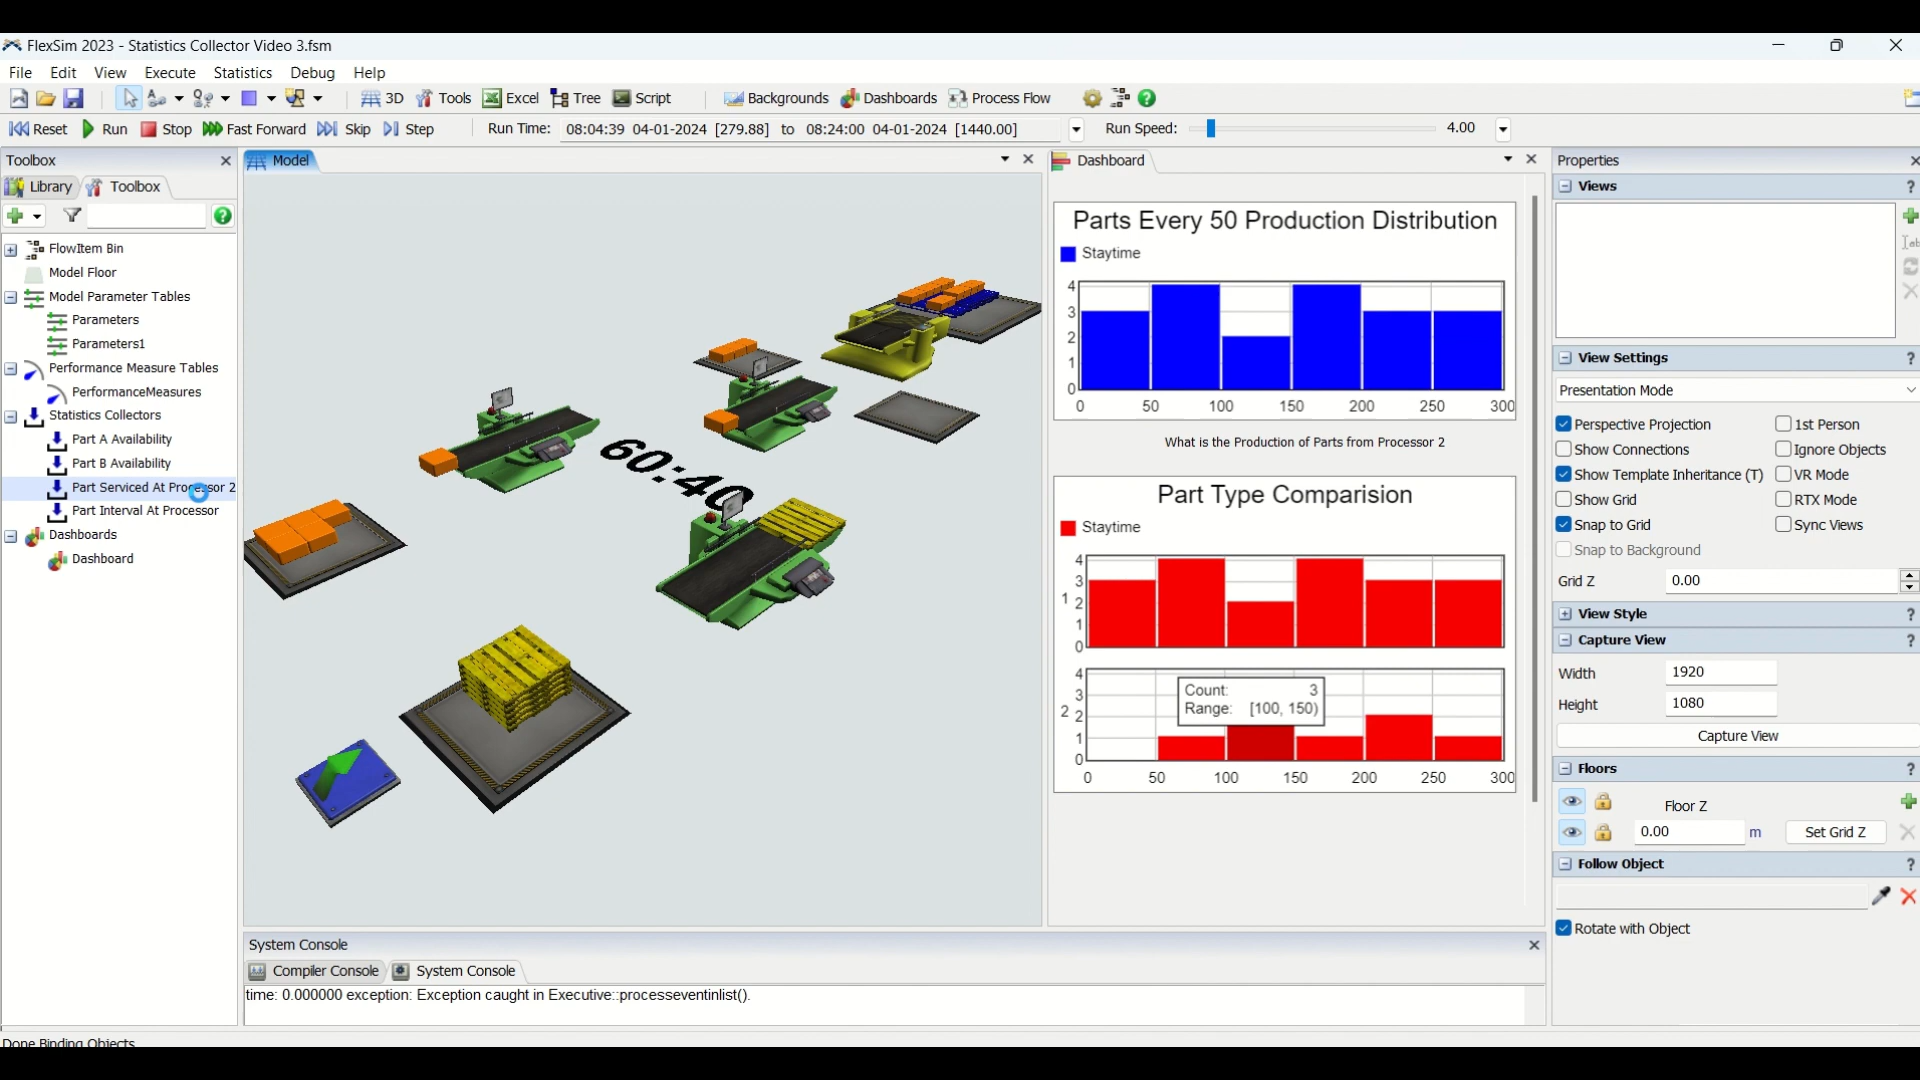 FlexSim 2023 - Statistics Collector Video 3.fsm
File Edit View Execute Statistics Debug Help
3D Tools Excel Tree Script Backgrounds Dashboards Process Flow
Reset Run Stop Fast Forward Skip Step Run Time: 08:04:39 04-01-2024 [279.88] to 08:24:00 04-01-2024 [1440.00] Run Speed: 4.00
Toolbox
Library Toolbox
FlowItem Bin
Model Floor
Model Parameter Tables
Parameters
Parameters1
Performance Measure Tables
PerformanceMeasures
Statistics Collectors
Part A Availability
Part B Availability
Part Serviced At Processor 2
Part Interval At Processor
Dashboards
Dashboard
Model
60:40
Dashboard
Parts Every 50 Production Distribution
Staytime
4
3
2
1
0
0 50 100 150 200 250 300
What is the Production of Parts from Processor 2
Part Type Comparision
Staytime
1
4
3
2
1
0
2
4
3
2
1
0
Count: 3
Range: [100, 150)
0 50 100 150 200 250 300
Properties
Views
View Settings
Presentation Mode
Perspective Projection 1st Person
Show Connections Ignore Objects
Show Template Inheritance (T) VR Mode
Show Grid RTX Mode
Snap to Grid Sync Views
Snap to Background
Grid Z 0.00
View Style
Capture View
Width 1920
Height 1080
Capture View
Floors
Floor Z
0.00 m Set Grid Z
Follow Object
Rotate with Object
System Console
Compiler Console System Console
time: 0.000000 exception: Exception caught in Executive::processeventinlist().
Done Binding Objects